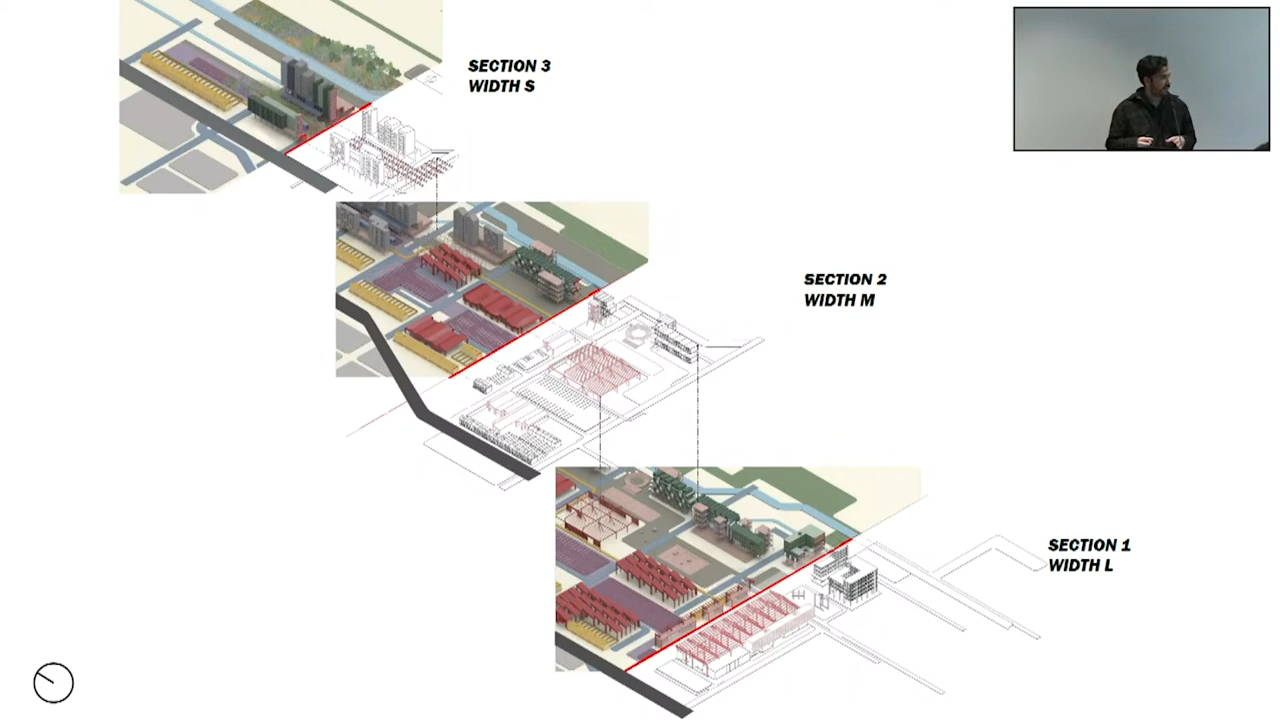 SECTION 3
WIDTH S
SECTION 2
WIDTH M
SECTION 1
WIDTH L